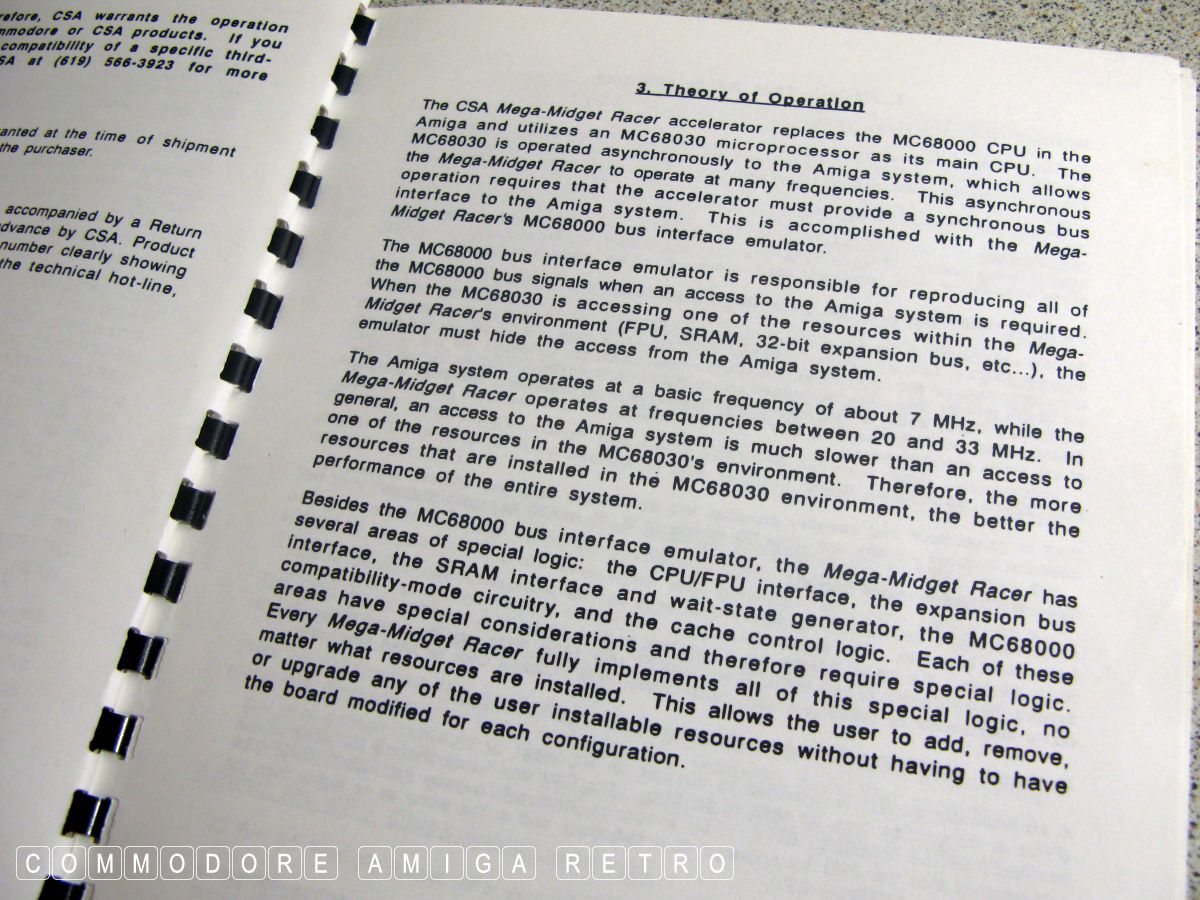 refore, CSA warrants the operation
mmodore or CSA products. If you
compatibility of a specific third-
SA at (619) 566-3923 for more
anted at the time of shipment
the purchaser.
accompanied by a Return
dvance by CSA. Product
number clearly showing
the technical hot-line,
3. Theory of Operation
The CSA Mega-Midget Racer accelerator replaces the MC68000 CPU in the
Amiga and utilizes an MC68030 microprocessor as its main CPU. The
MC68030 is operated asynchronously to the Amiga system, which allows
the Mega-Midget Racer to operate at many frequencies. This asynchronous
operation requires that the accelerator must provide a synchronous bus
interface to the Amiga system. This is accomplished with the Mega-
Midget Racer's MC68000 bus interface emulator.
The MC68000 bus interface emulator is responsible for reproducing all of
the MC68000 bus signals when an access to the Amiga system is required.
When the MC68030 is accessing one of the resources within the Mega-
Midget Racer's environment (FPU, SRAM, 32-bit expansion bus, etc...), the
emulator must hide the access from the Amiga system.
The Amiga system operates at a basic frequency of about 7 MHz, while the
Mega-Midget Racer operates at frequencies between 20 and 33 MHz. In
general, an access to the Amiga system is much slower than an access to
one of the resources in the MC68030's environment. Therefore, the more
resources that are installed in the MC68030 environment, the better the
performance of the entire system.
Besides the MC68000 bus interface emulator, the Mega-Midget Racer has
several areas of special logic: the CPU/FPU interface, the expansion bus
interface, the SRAM interface and wait-state generator, the MC68000
compatibility-mode circuitry, and the cache control logic. Each of these
areas have special considerations and therefore require special logic.
Every Mega-Midget Racer fully implements all of this special logic, no
matter what resources are installed. This allows the user to add, remove,
or upgrade any of the user installable resources without having to have
the board modified for each configuration.
COMMODORE AMIGA RETRO